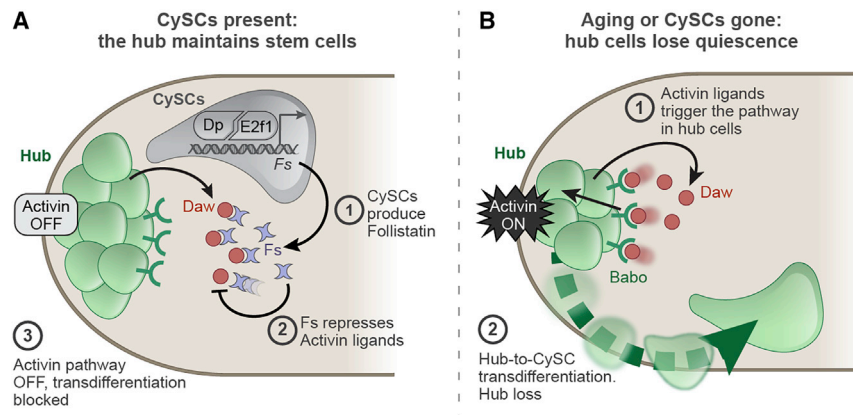 A
CySCs present:
the hub maintains stem cells
CySCs
Dp
E2f1
Fs
Hub
Activin
OFF
Daw
Fs
1
CySCs
produce
Follistatin
2
Fs represses
Activin ligands
3
Activin pathway
OFF, transdifferentiation
blocked
B
Aging or CySCs gone:
hub cells lose quiescence
1
Activin ligands
trigger the pathway
in hub cells
Hub
Activin
ON
Daw
Babo
2
Hub-to-CySC
transdifferentiation.
Hub loss